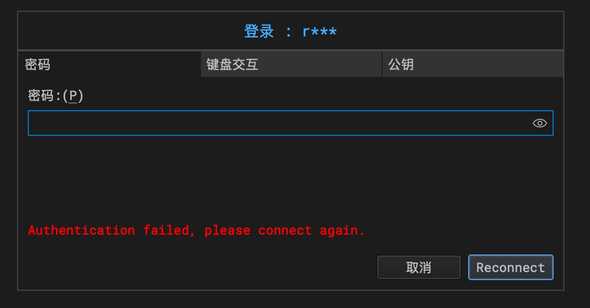 登录 : r***
密码 键盘交互 公钥
密码:(P)
Authentication failed, please connect again.
取消 Reconnect